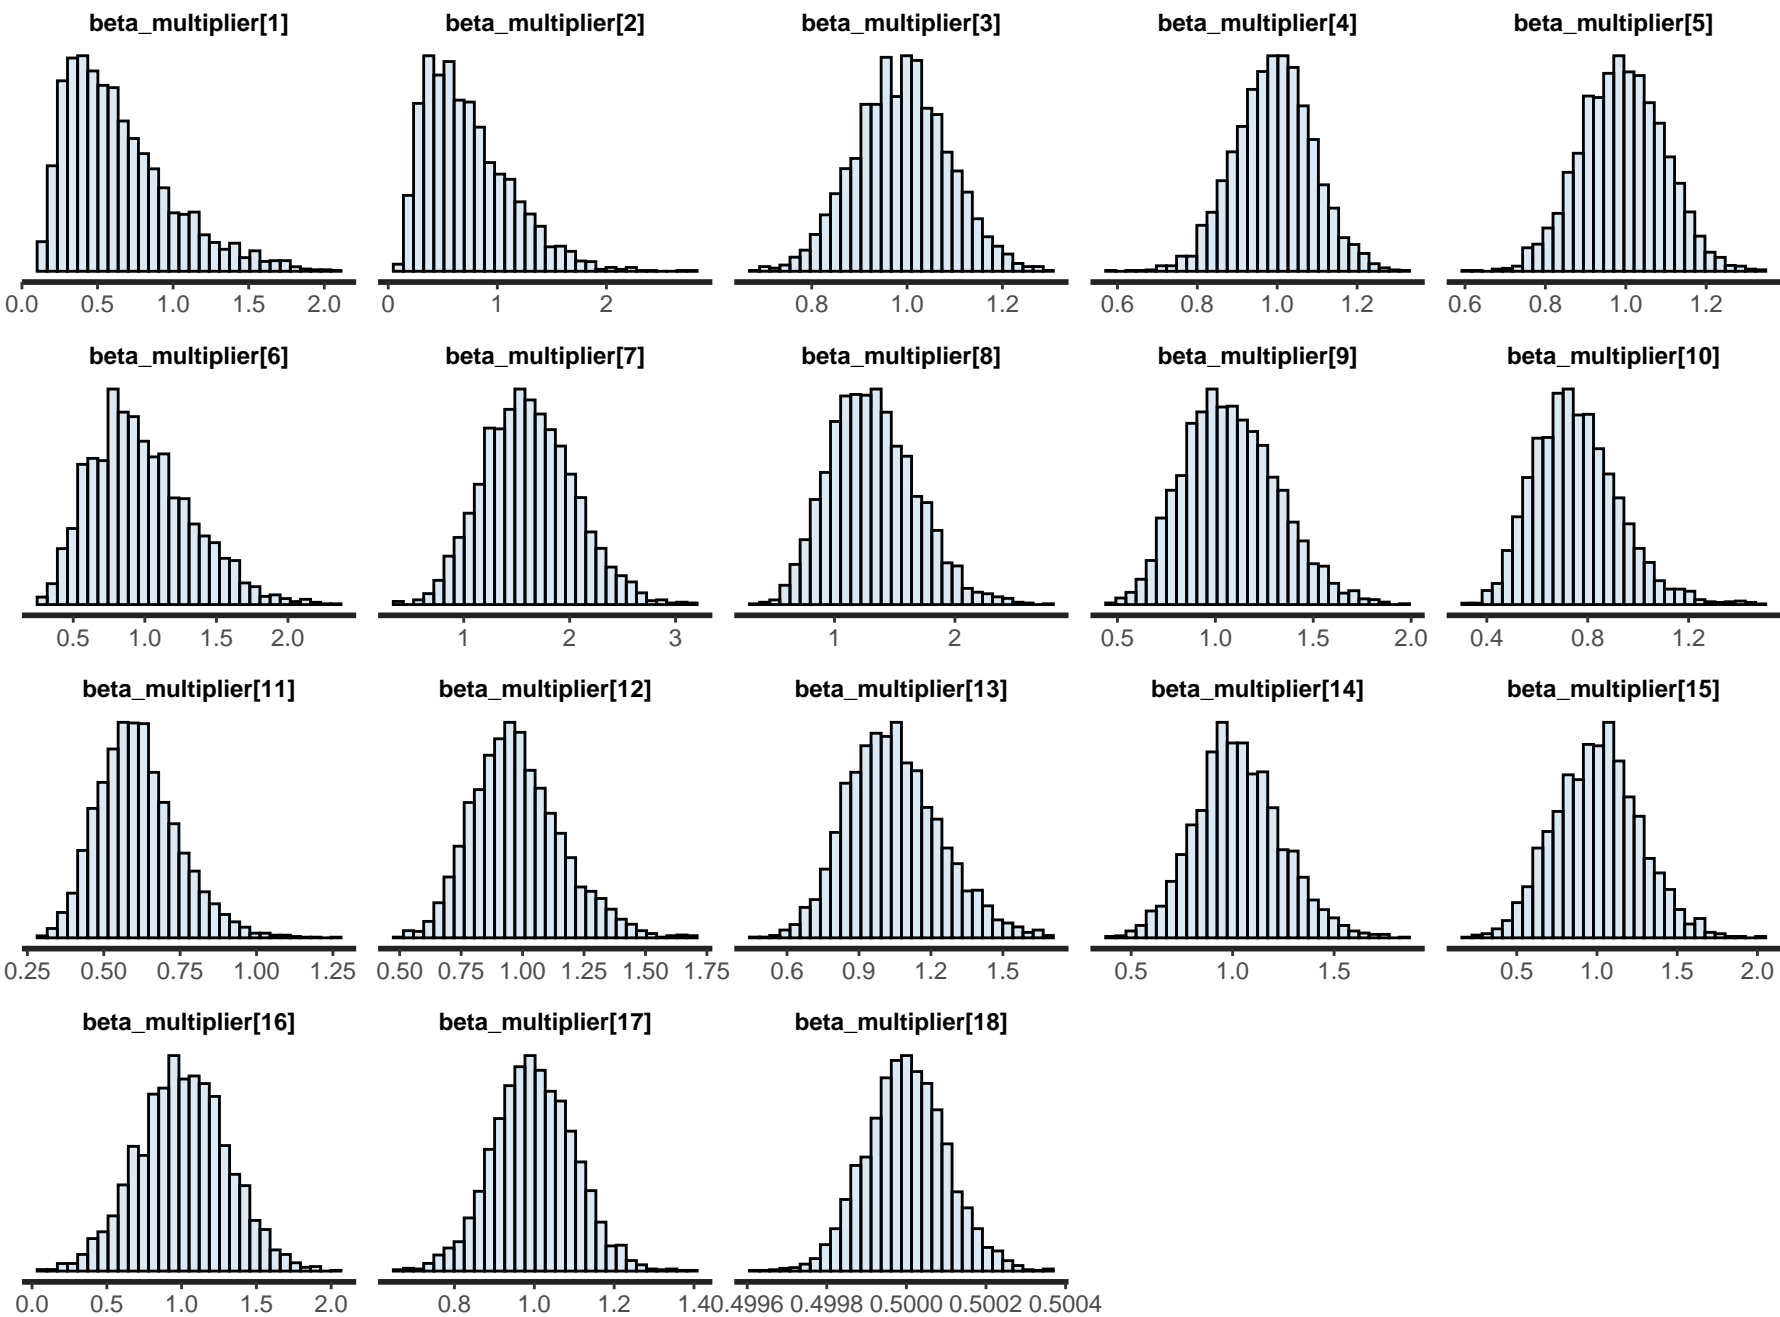 beta_multiplier[1] beta_multiplier[2] beta_multiplier[3] beta_multiplier[4] beta_multiplier[5]
0.0 0.5 1.0 1.5 2.0 0 1 2 0.8 1.0 1.2 0.6 0.8 1.0 1.2 0.6 0.8 1.0 1.2
beta_multiplier[6] beta_multiplier[7] beta_multiplier[8] beta_multiplier[9] beta_multiplier[10]
0.5 1.0 1.5 2.0 1 2 3 1 2 0.5 1.0 1.5 2.0 0.4 0.8 1.2
beta_multiplier[11] beta_multiplier[12] beta_multiplier[13] beta_multiplier[14] beta_multiplier[15]
0.25 0.50 0.75 1.00 1.25 0.50 0.75 1.00 1.25 1.50 1.75 0.6 0.9 1.2 1.5 0.5 1.0 1.5 0.5 1.0 1.5 2.0
beta_multiplier[16] beta_multiplier[17] beta_multiplier[18]
0.0 0.5 1.0 1.5 2.0 0.8 1.0 1.2 1.4 0.4996 0.4998 0.5000 0.5002 0.5004